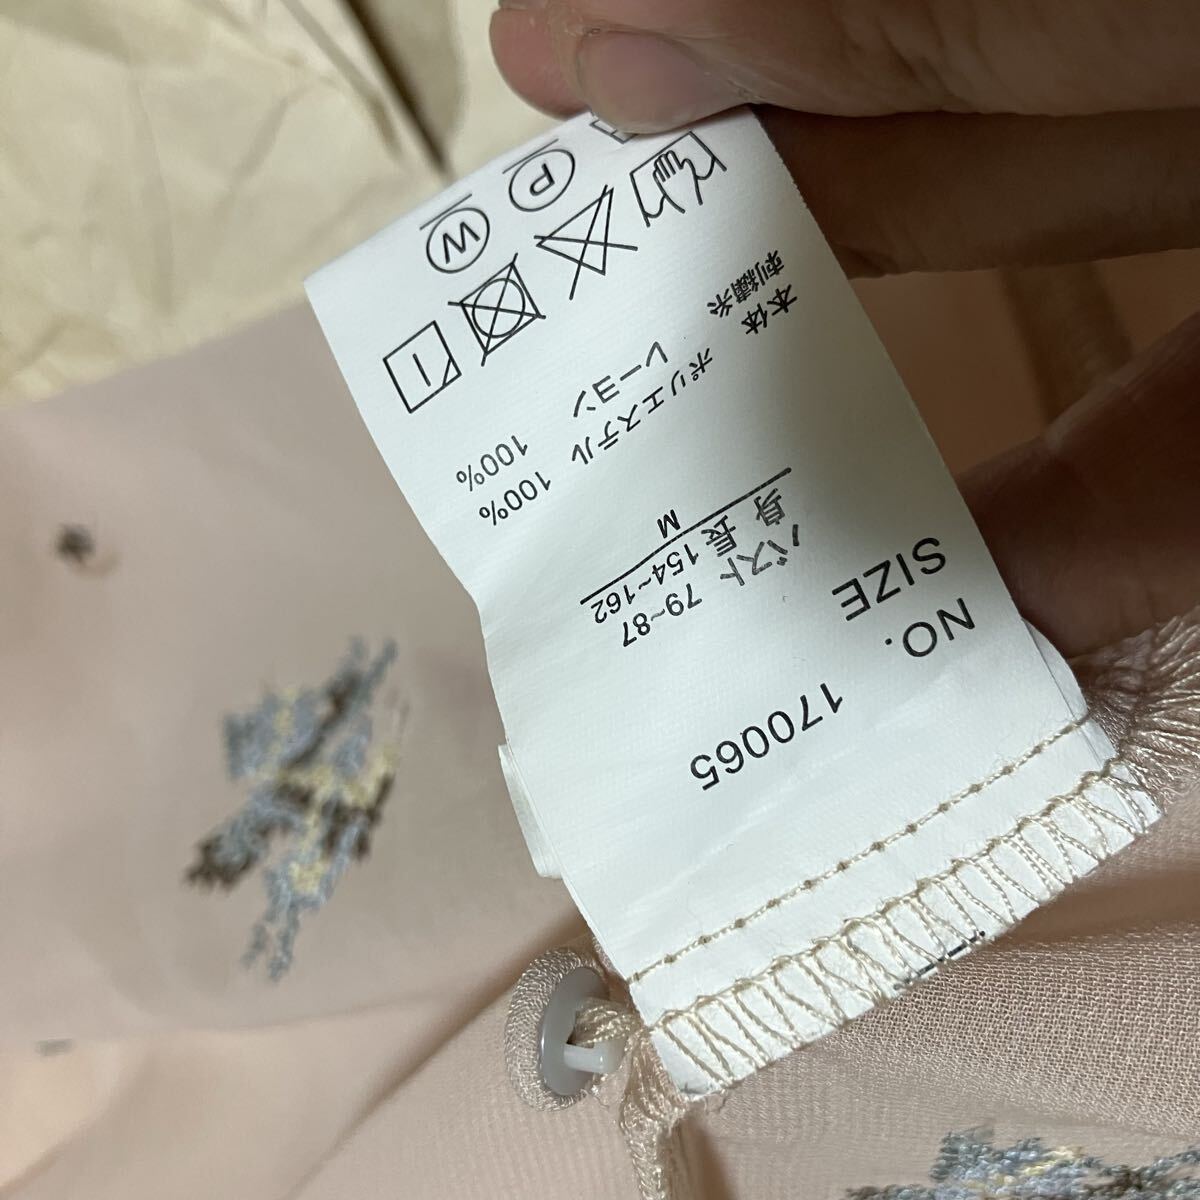 NO. 170065
SIZE
バスト 79~87
身長 154~162
M
本体 ポリエステル 100%
刺繍糸 レーヨン 100%
W
P